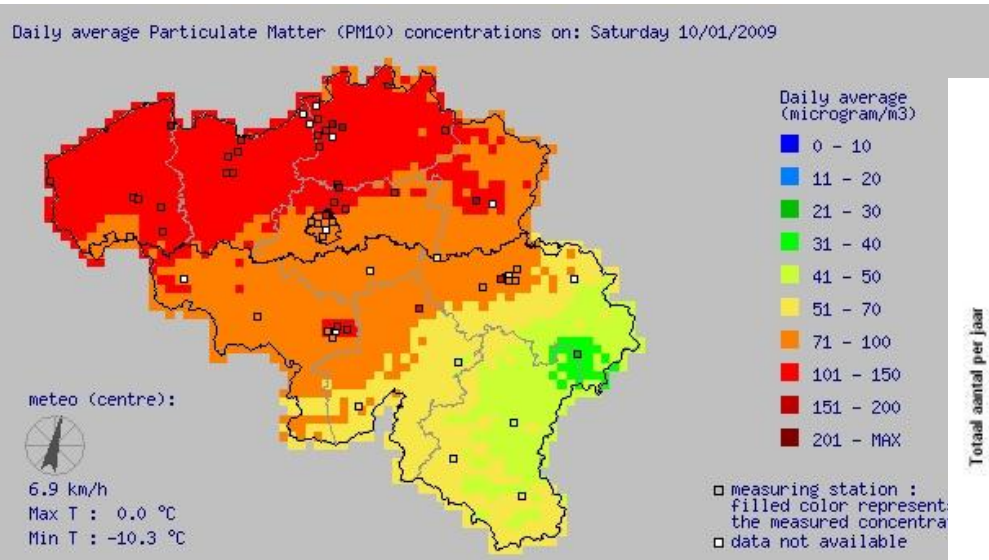 Daily average Particulate Matter (PM10) concentrations on: Saturday 10/01/2009
Daily average
(microgram/m3)
0 - 10
11 - 20
21 - 30
31 - 40
41 - 50
51 - 70
71 - 100
101 - 150
151 - 200
201 - MAX
meteo (centre):
6.9 km/h
Max T : 0.0 °C
Min T : -10.3 °C
measuring station :
filled color represent
the measured concentra
data not available
Totaal aantal per jaar